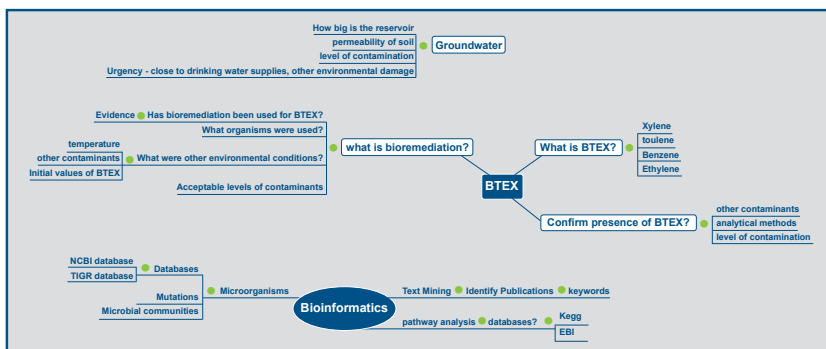 How big is the reservoir
permeability of soil
level of contamination
Urgency - close to drinking water supplies, other environmental damage
Groundwater
Evidence
Has bioremediation been used for BTEX?
What organisms were used?
temperature
other contaminants
Initial values of BTEX
What were other environmental conditions?
Acceptable levels of contaminants
what is bioremediation?
BTEX
What is BTEX?
Xylene
toulene
Benzene
Ethylene
Confirm presence of BTEX?
other contaminants
analytical methods
level of contamination
NCBI database
TIGR database
Databases
Mutations
Microbial communities
Microorganisms
Bioinformatics
Text Mining
Identify Publications
keywords
pathway analysis
databases?
Kegg
EBI